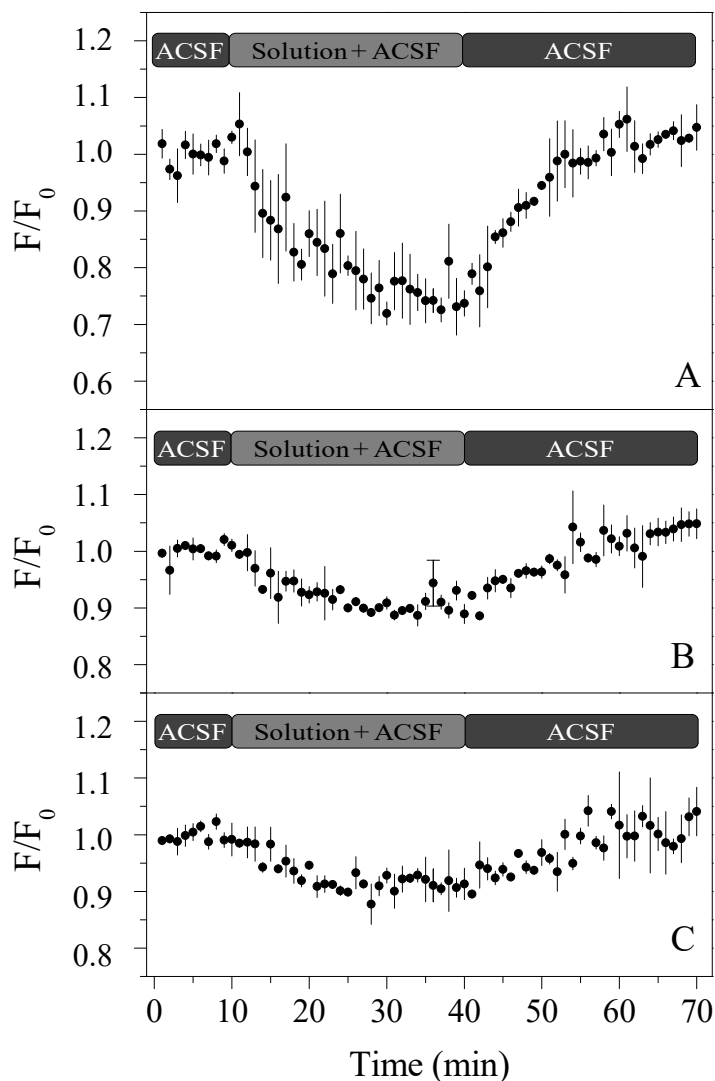 1.2
ACSF Solution + ACSF ACSF
1.1
1.0
0.9
0.8
0.7
0.6
F/F0
A
1.2
ACSF Solution + ACSF ACSF
1.1
1.0
0.9
0.8
F/F0
B
1.2
ACSF Solution + ACSF ACSF
1.1
1.0
0.9
0.8
F/F0
C
0 10 20 30 40 50 60 70
Time (min)